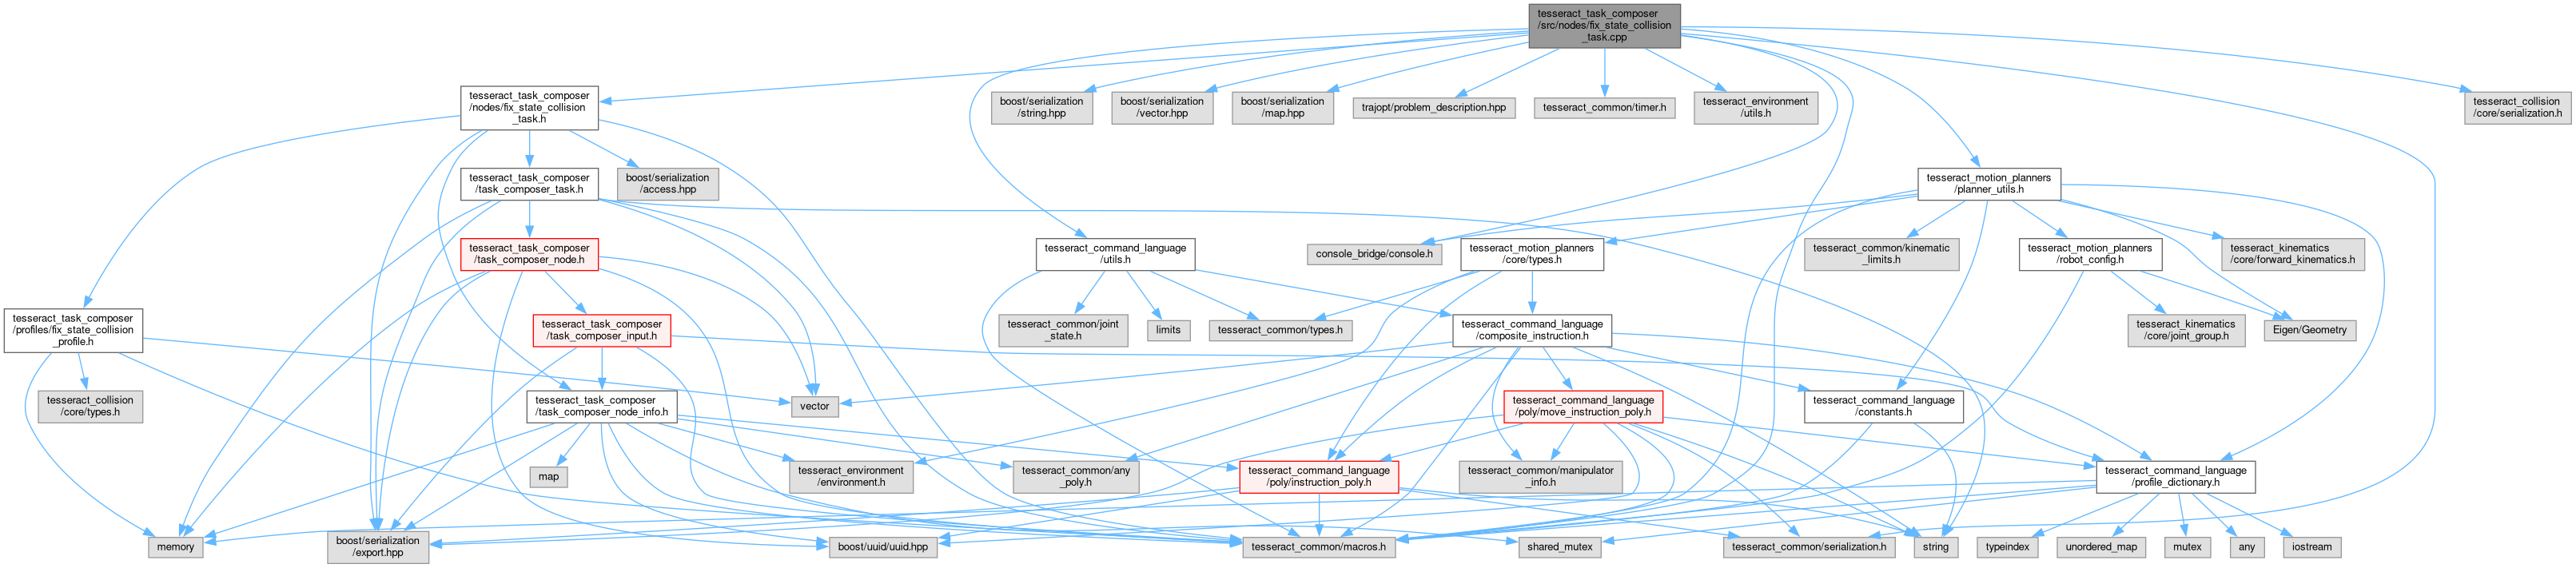 tesseract_task_composer
/src/nodes/fix_state_collision
_task.cpp
tesseract_task_composer
/nodes/fix_state_collision
_task.h
boost/serialization
/string.hpp
boost/serialization
/vector.hpp
boost/serialization
/map.hpp
trajopt/problem_description.hpp
tesseract_common/timer.h
tesseract_environment
/utils.h
tesseract_collision
/core/serialization.h
tesseract_task_composer
/task_composer_task.h
boost/serialization
/access.hpp
tesseract_motion_planners
/planner_utils.h
tesseract_task_composer
/task_composer_node.h
tesseract_command_language
/utils.h
console_bridge/console.h
tesseract_motion_planners
/core/types.h
tesseract_common/kinematic
_limits.h
tesseract_motion_planners
/robot_config.h
tesseract_kinematics
/core/forward_kinematics.h
tesseract_task_composer
/profiles/fix_state_collision
_profile.h
tesseract_task_composer
/task_composer_input.h
tesseract_common/joint
_state.h
limits
tesseract_common/types.h
tesseract_command_language
/composite_instruction.h
tesseract_kinematics
/core/joint_group.h
Eigen/Geometry
tesseract_collision
/core/types.h
tesseract_task_composer
/task_composer_node_info.h
vector
tesseract_command_language
/poly/move_instruction_poly.h
tesseract_command_language
/constants.h
map
tesseract_environment
/environment.h
tesseract_common/any
_poly.h
tesseract_command_language
/poly/instruction_poly.h
tesseract_common/manipulator
_info.h
tesseract_command_language
/profile_dictionary.h
memory
boost/serialization
/export.hpp
boost/uuid/uuid.hpp
tesseract_common/macros.h
shared_mutex
tesseract_common/serialization.h
string
typeindex
unordered_map
mutex
any
iostream